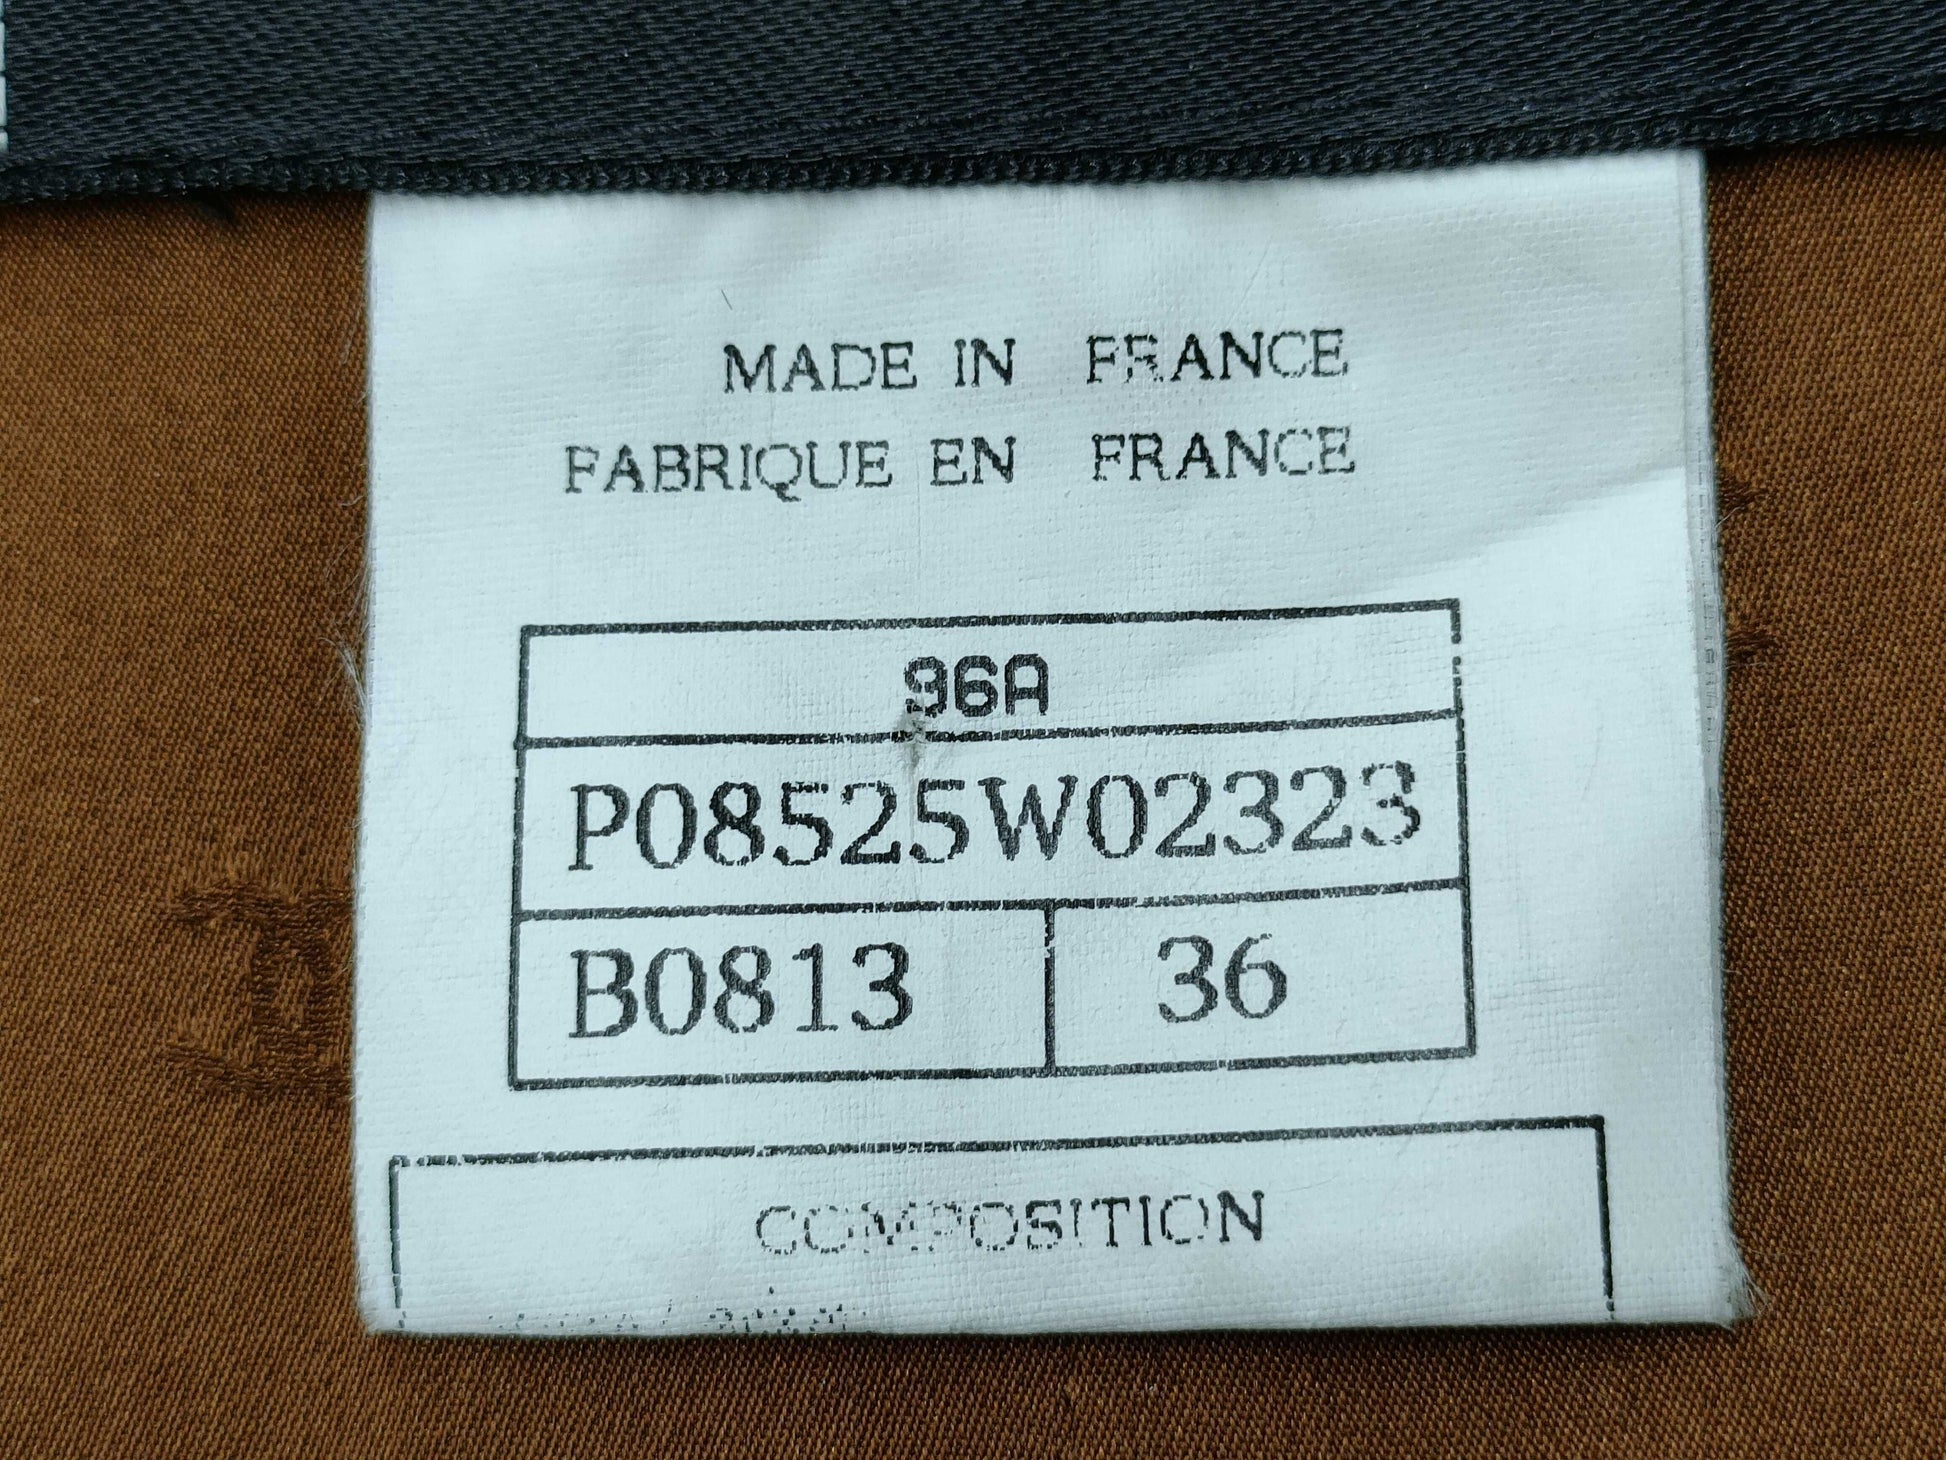 MADE IN FRANCE
FABRIQUE EN FRANCE
96A
P08525W02323
B0813 36
COMPOSITION